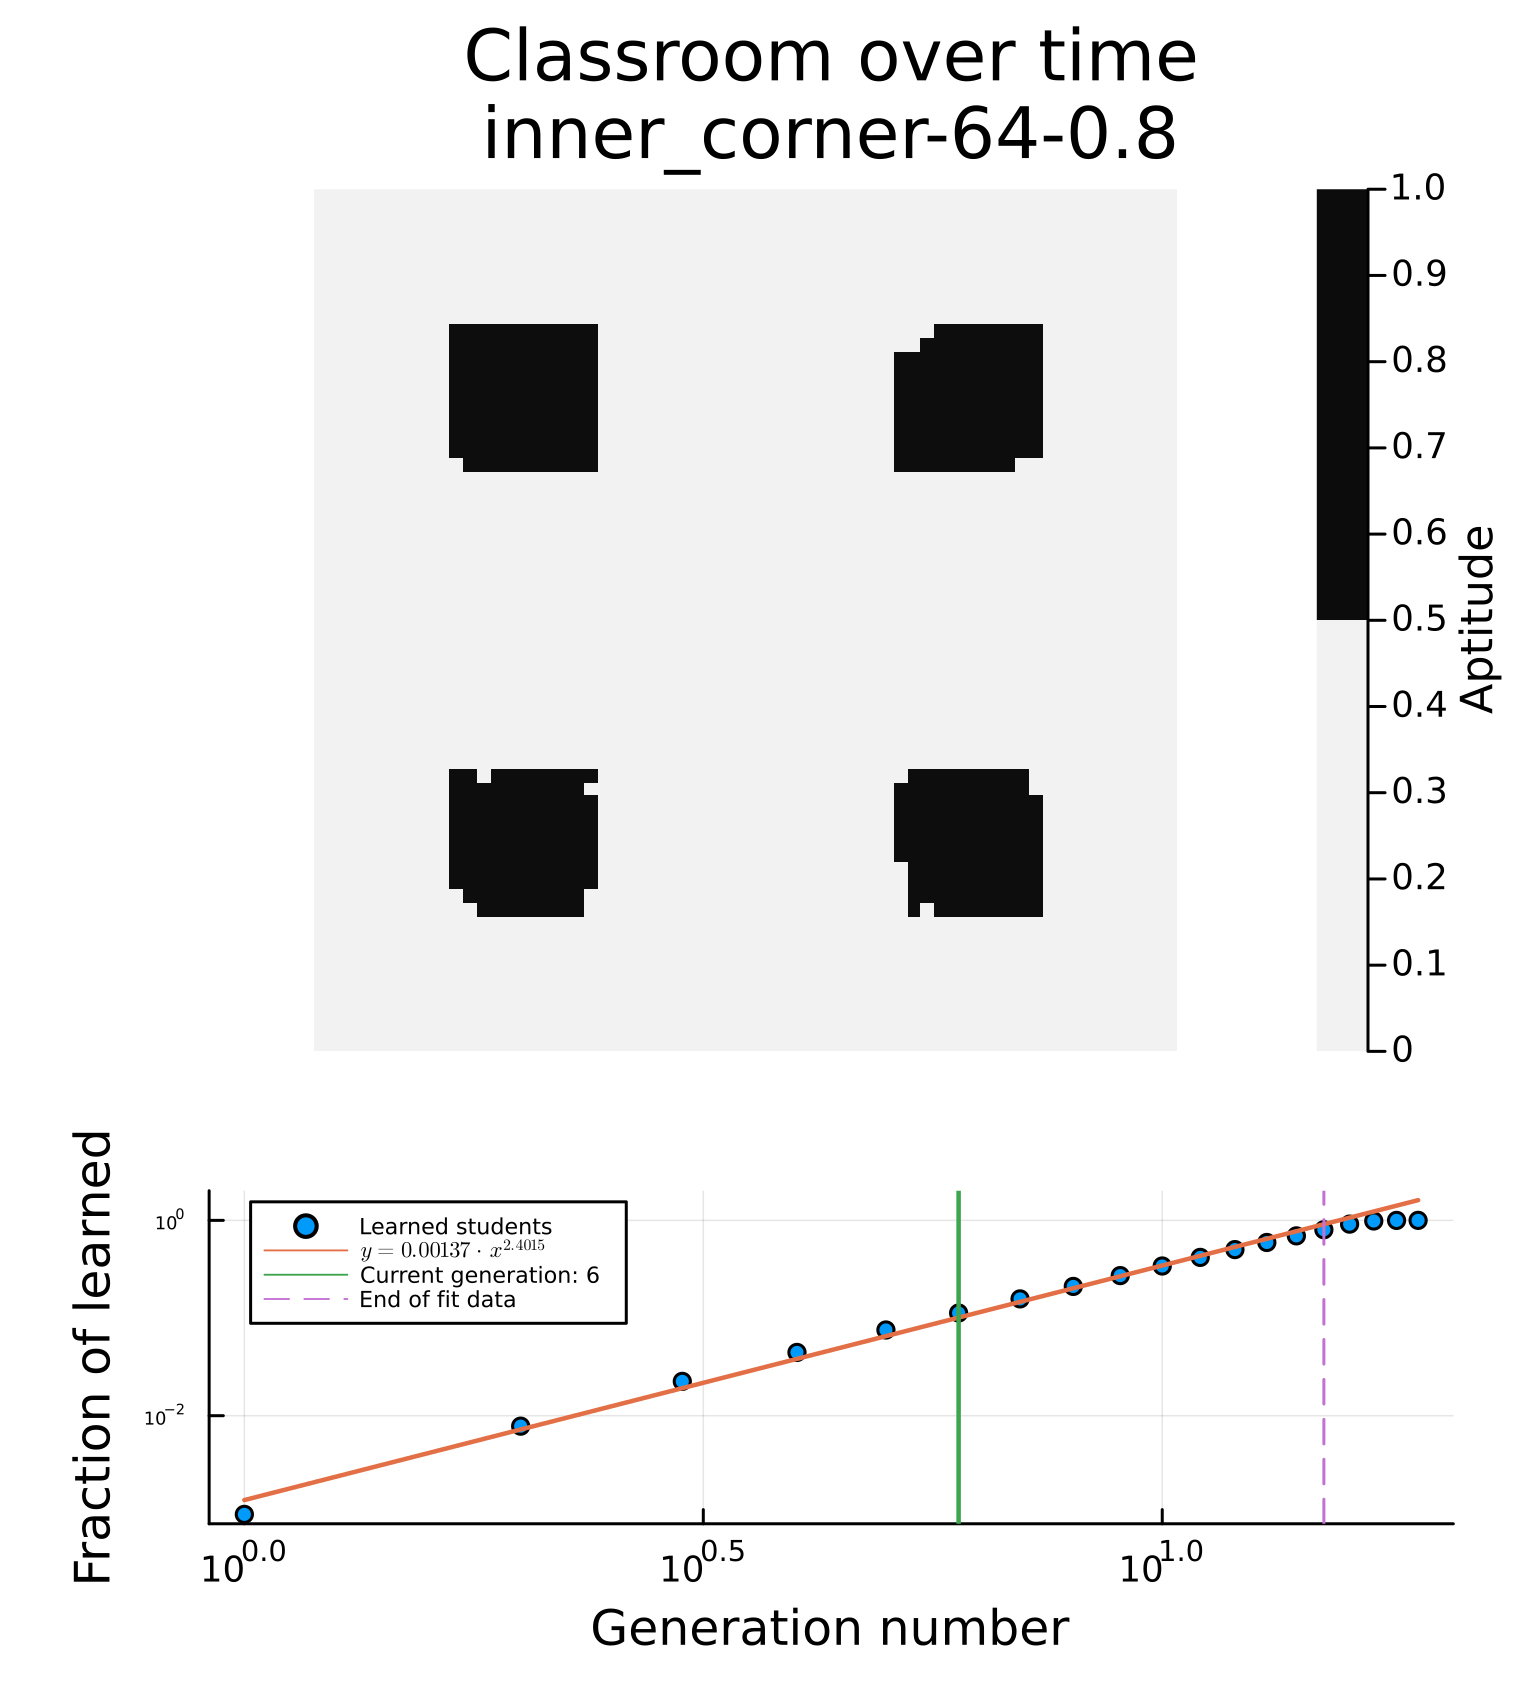 Classroom over time
inner_corner-64-0.8
1.0
0.9
0.8
0.7
0.6
0.5
0.4
0.3
0.2
0.1
0
Aptitude
Fraction of learned
10⁰
10⁻²
Learned students
y = 0.00137 · x^2.4015
Current generation: 6
End of fit data
10^0.0
10^0.5
10^1.0
Generation number